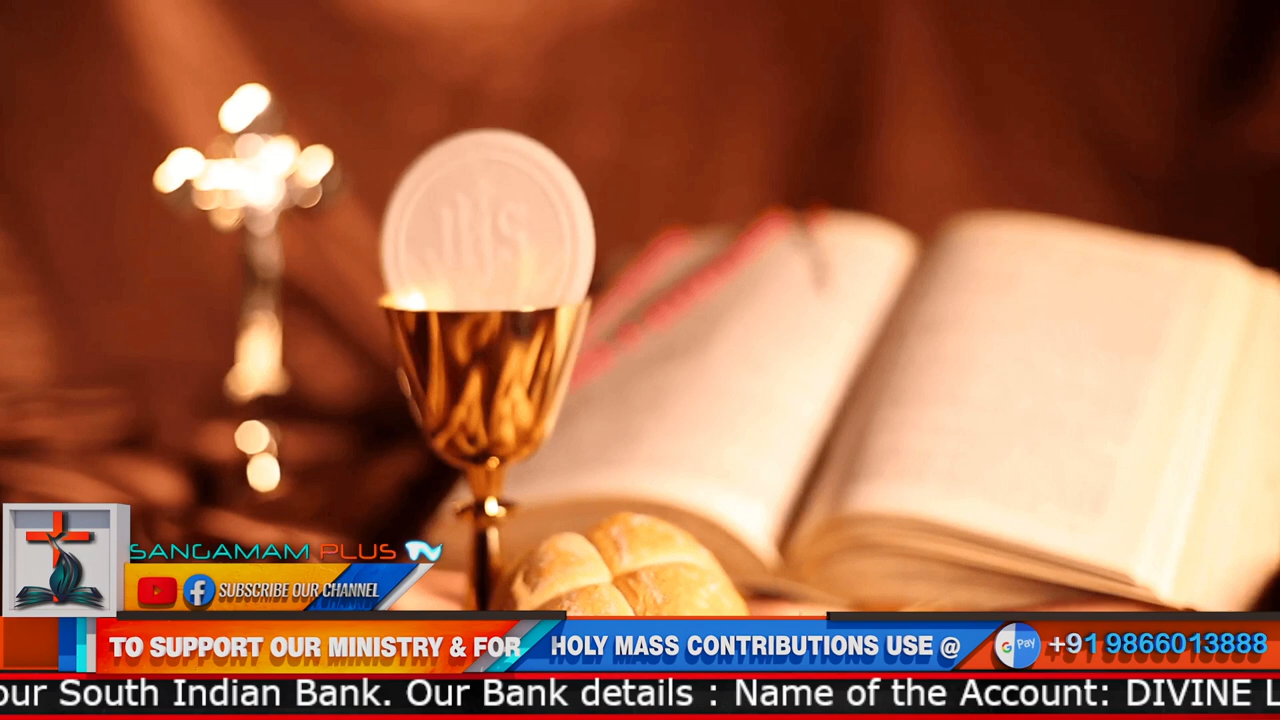 IHS
SANGAMAM PLUS TV
SUBSCRIBE OUR CHANNEL
TO SUPPORT OUR MINISTRY & FOR HOLY MASS CONTRIBUTIONS USE @ G Pay +91 9866013888
our South Indian Bank. Our Bank details : Name of the Account: DIVINE L